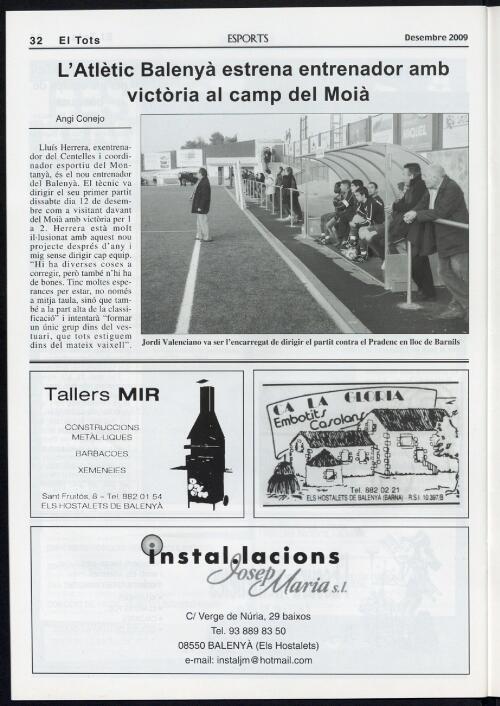 32 El Tots
ESPORTS
Desembre 2009
L'Atlètic Balenyà estrena entrenador amb
victòria al camp del Moià
Angi Conejo
Lluís Herrera, exentrena-
dor del Centelles i coordi-
nador esportiu del Mon-
tanyà, és el nou entrenador
del Balenyà. El tècnic va
dirigir el seu primer partit
dissabte dia 12 de desem-
bre com a visitant davant
del Moià amb victòria per 1
a 2. Herrera està molt
il·lusionat amb aquest nou
projecte després d'any i
mig sense dirigir cap equip.
"Hi ha diverses coses a
corregir, però també n'hi ha
de bones. Tinc moltes espe-
rances per estar, no només
a mitja taula, sinó que tam-
bé a la part alta de la classi-
ficació" i intentarà "formar
un únic grup dins del ves-
tuari, que tots estiguem
dins del mateix vaixell".
Jordi Valenciano va ser l'encarregat de dirigir el partit contra el Pradenc en lloc de Barnils
Tallers MIR
CONSTRUCCIONS
METÀL·LIQUES
BARBACOES
XEMENEIES
Sant Fruitós, 8 - Tel. 882 01 54
ELS HOSTALETS DE BALENYÀ
CA LA GLORIA
Embotits
Casolans
Tel. 882 02 21
ELS HOSTALETS DE BALENYÀ (BARNA) R.S.I. 10.397/B
instal·lacions
Josep
Maria s.l.
C/ Verge de Núria, 29 baixos
Tel. 93 889 83 50
08550 BALENYÀ (Els Hostalets)
e-mail: instaljm@hotmail.com